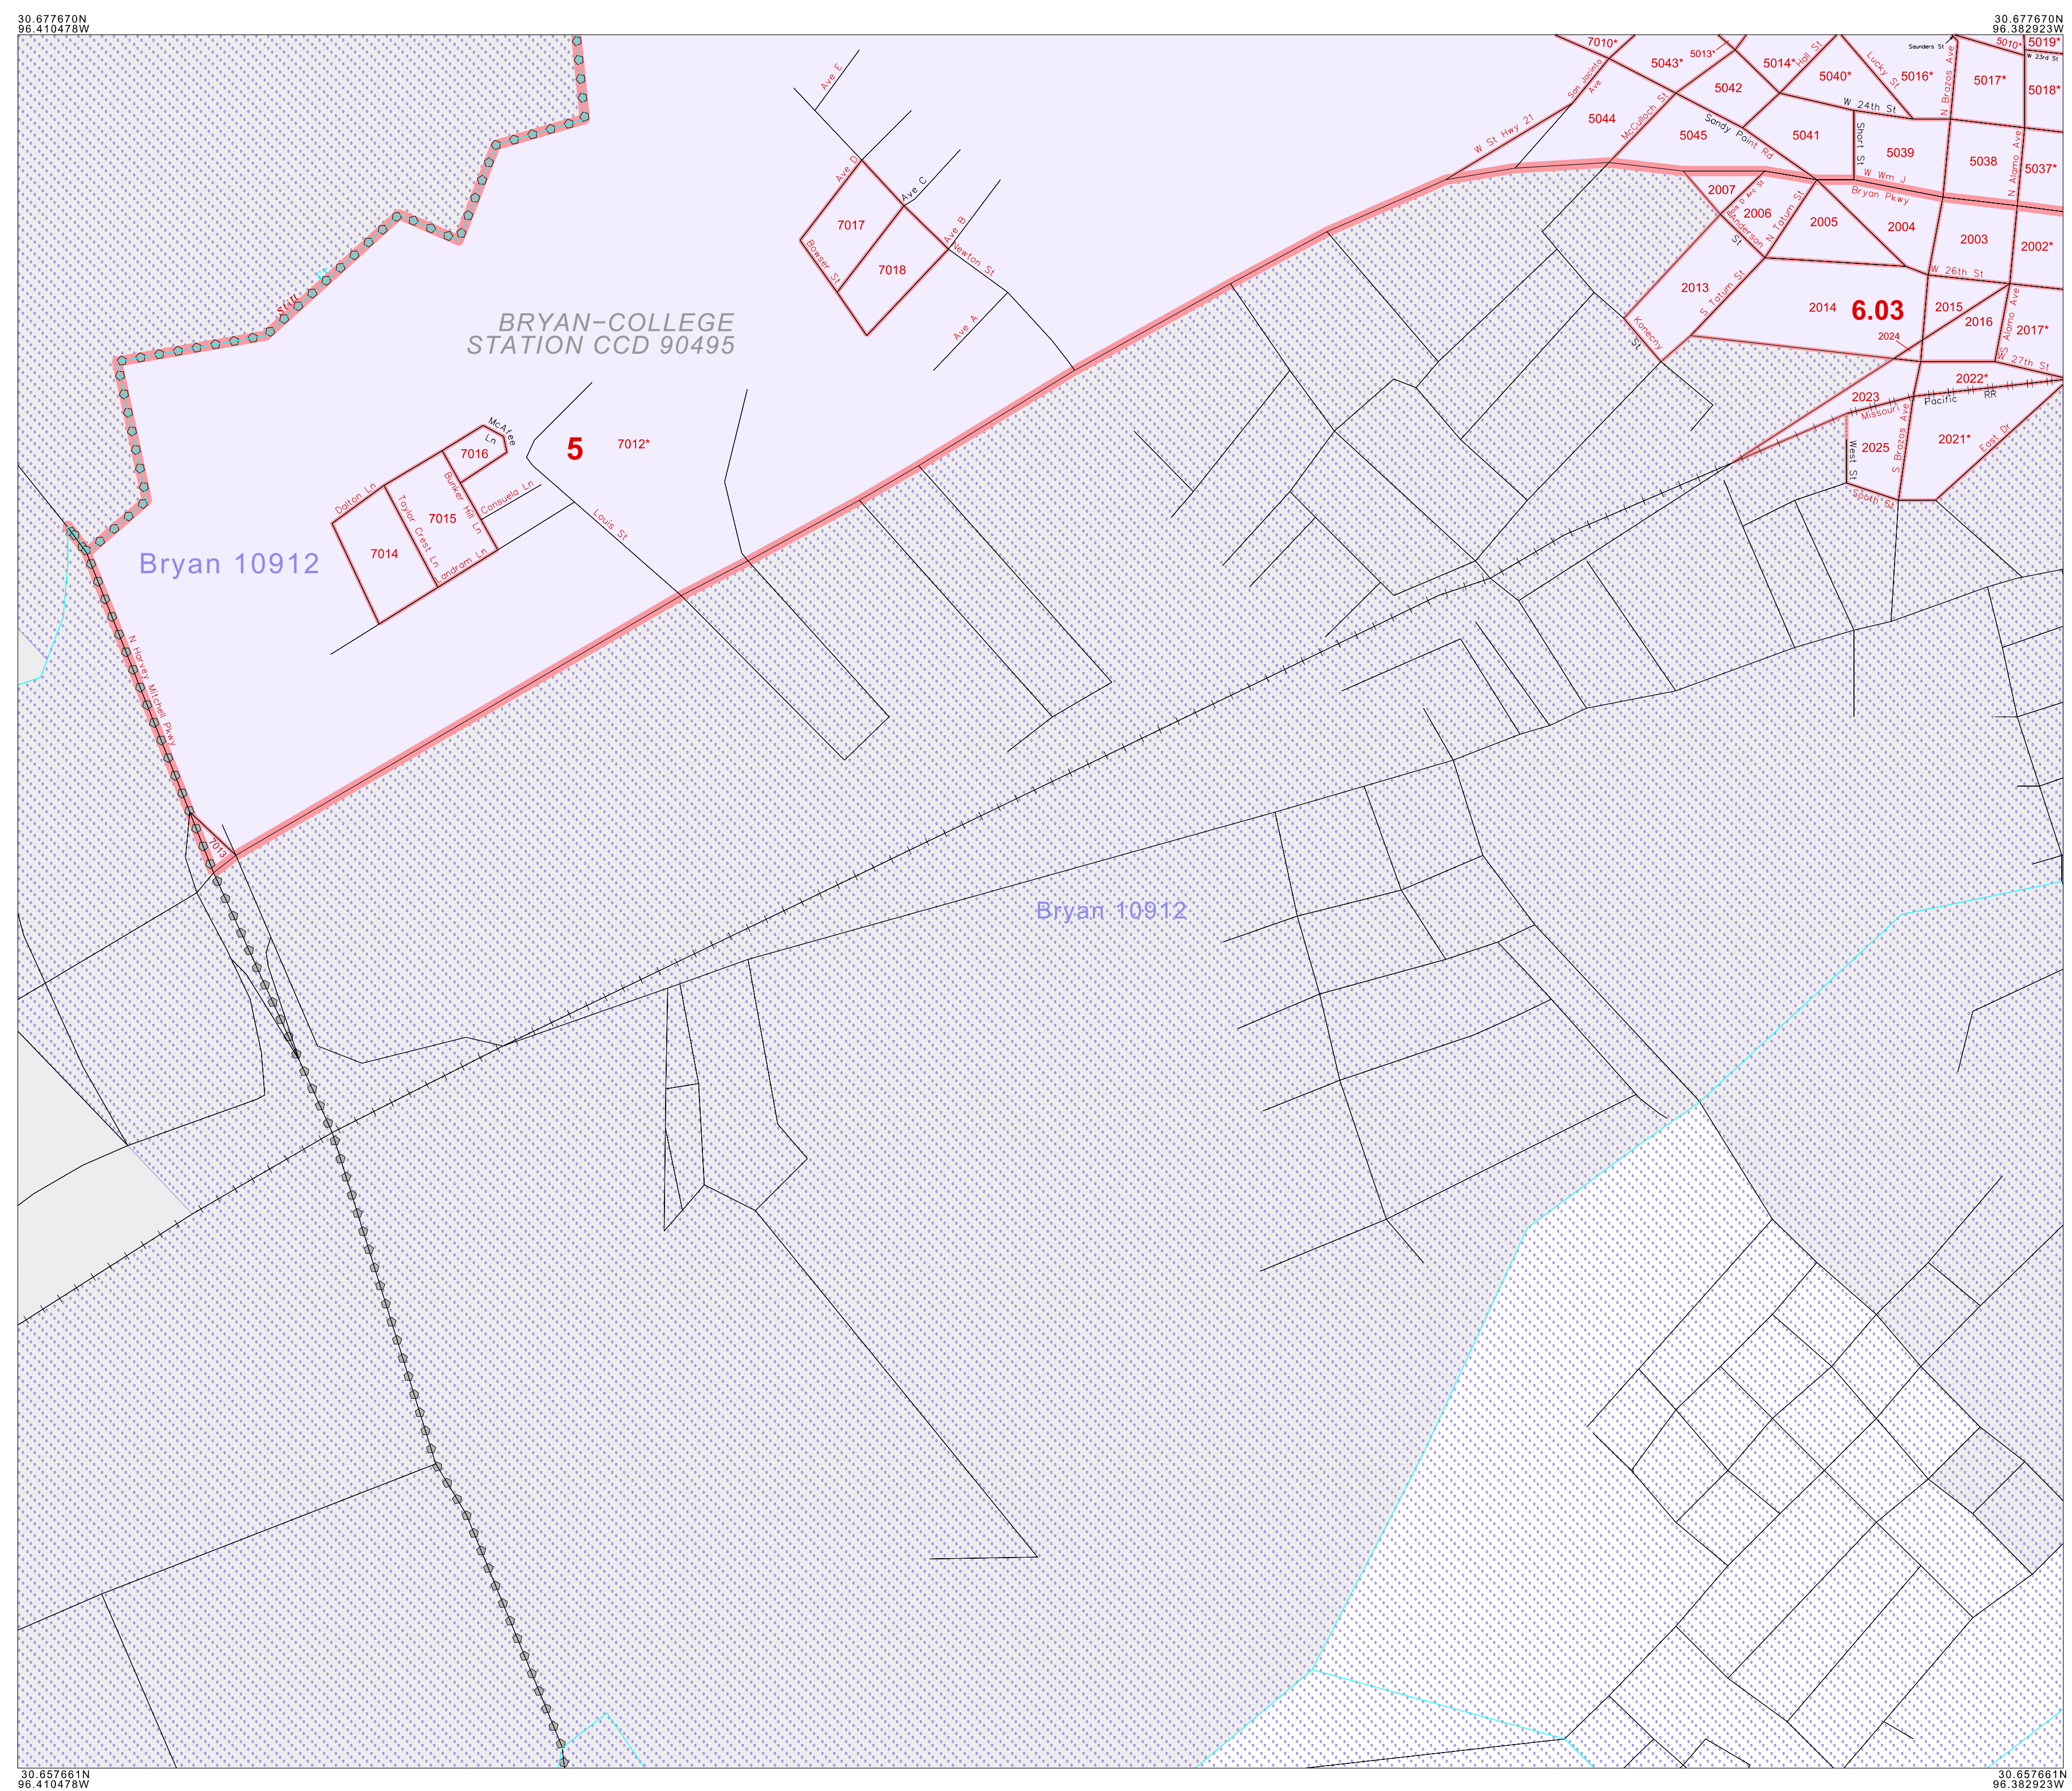 30.677670N
96.410478W
30.677670N
96.382923W
7010*
5043*
5013*
5014*
Hall St
Lucky St
Saunders St
5010*
5019*
W 23rd St
5040*
5016*
N Brazos Ave
5017*
5018*
San Jacinto
Ave
5042
W 24th St
McCulloch St
5044
W St Hwy 21
Sandy Point Rd
5045
5041
Short St
5039
5038
N Alamo Ave
5037*
W Wm J
Bryan Pkwy
Ave E
Ave D
Ave C
Ave B
Newton St
Bowser St
7017
7018
Ave A
2007
2006
Anderson
St
N Tatum St
2005
2004
2003
2002*
W 26th St
2013
S Tatum St
2014
6.03
2015
2016
2024
S Alamo Ave
2017*
W 27th St
Konecny
St
2022*
2023
Missouri
Pacific
RR
2025
West St
S Brazos Ave
2021*
East Dr
South St
Still
BRYAN-COLLEGE
STATION CCD 90495
McAfee
Ln
7016
5
7012*
Dalton Ln
Taylor Crest Ln
Bunker Hill Ln
Consuela Ln
7015
7014
Landram Ln
Louis St
Bryan 10912
N Harvey Mitchell Pkwy
7013
Bryan 10912
30.657661N
96.410478W
30.657661N
96.382923W